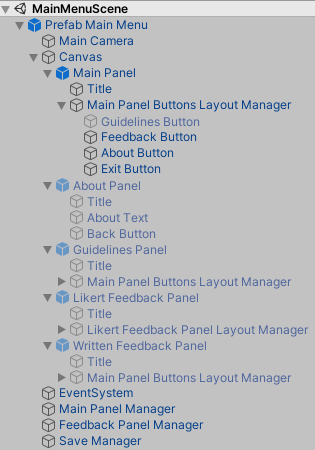 MainMenuScene
Prefab Main Menu
Main Camera
Canvas
Main Panel
Title
Main Panel Buttons Layout Manager
Guidelines Button
Feedback Button
About Button
Exit Button
About Panel
Title
About Text
Back Button
Guidelines Panel
Title
Main Panel Buttons Layout Manager
Likert Feedback Panel
Title
Likert Feedback Panel Layout Manager
Written Feedback Panel
Title
Main Panel Buttons Layout Manager
EventSystem
Main Panel Manager
Feedback Panel Manager
Save Manager